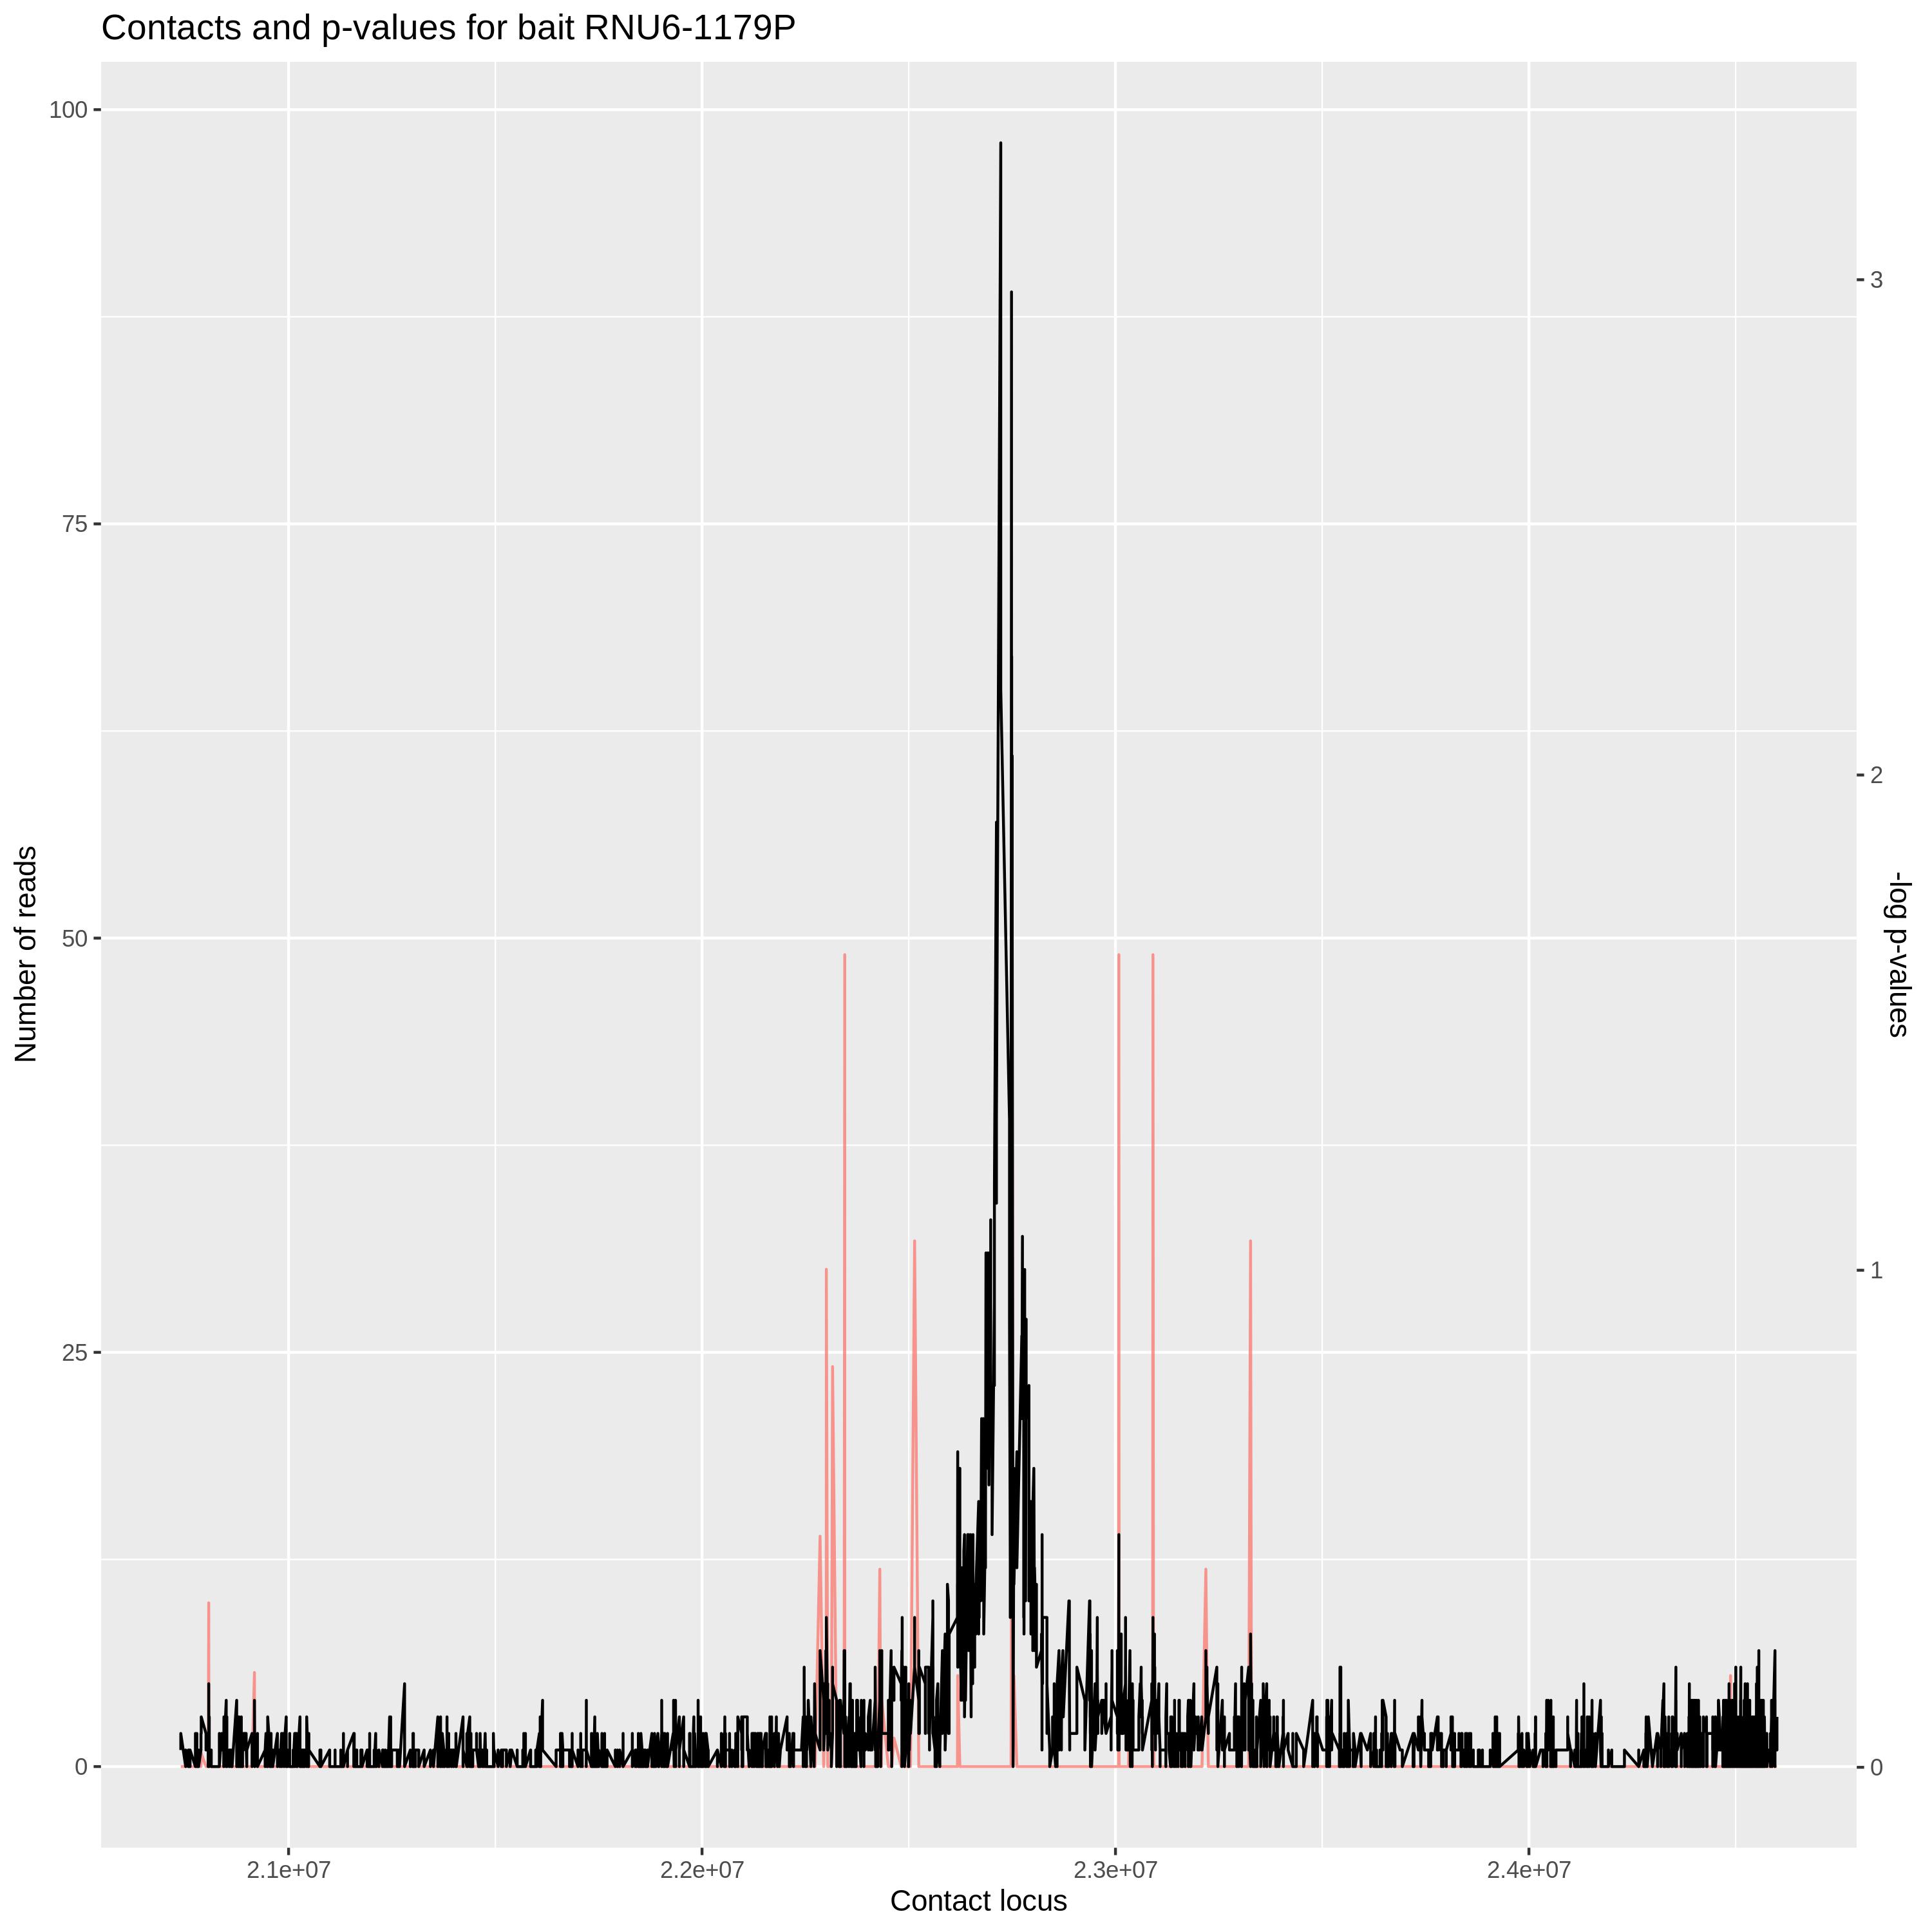 Contacts and p-values for bait RNU6-1179P
100
75
50
25
0
3
2
1
0
Number of reads
-log p-values
2.1e+07
2.2e+07
2.3e+07
2.4e+07
Contact locus